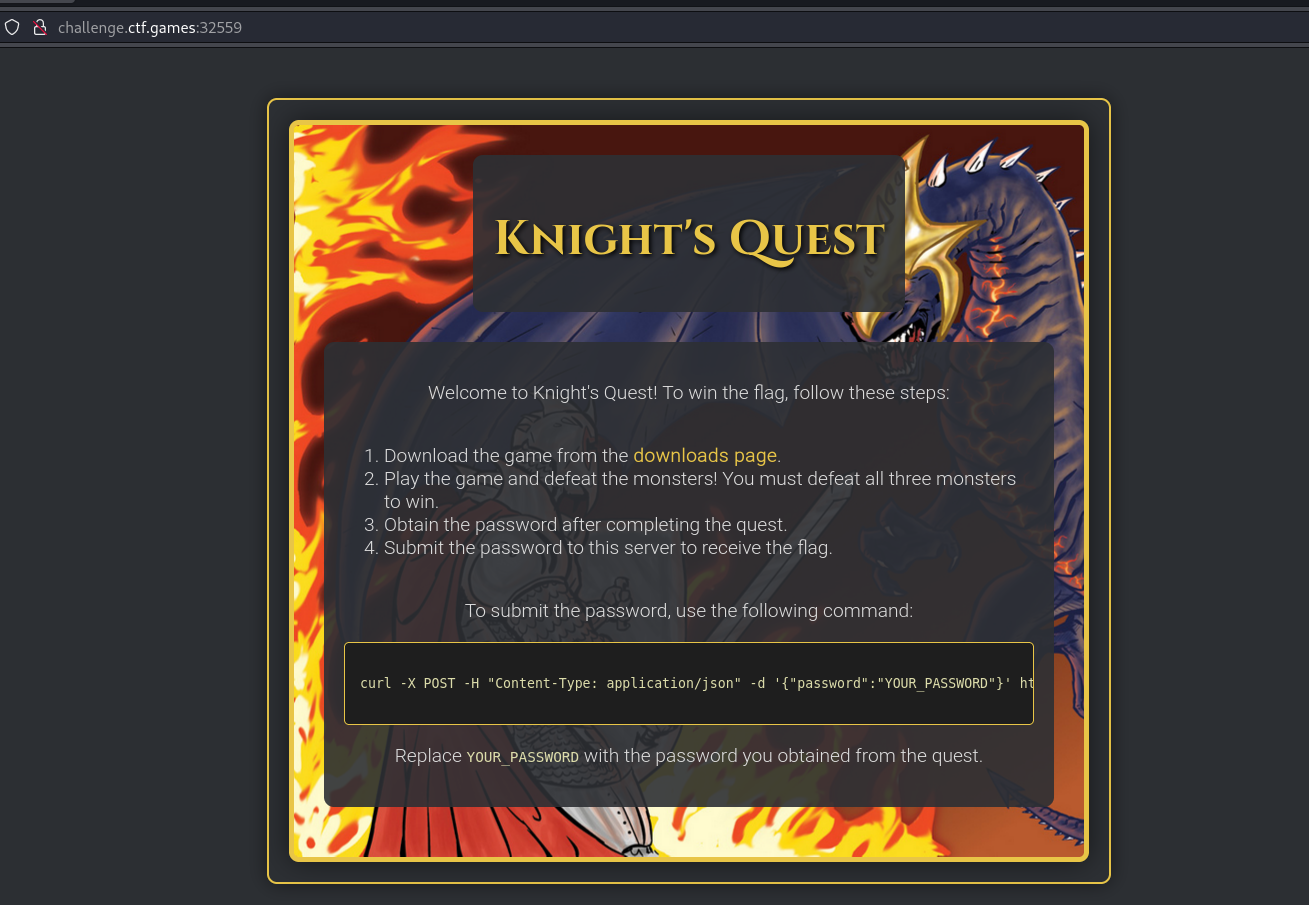 challenge.ctf.games:32559
Knight's Quest
Welcome to Knight's Quest! To win the flag, follow these steps:
1. Download the game from the downloads page.
2. Play the game and defeat the monsters! You must defeat all three monsters
to win.
3. Obtain the password after completing the quest.
4. Submit the password to this server to receive the flag.
To submit the password, use the following command:
curl -X POST -H "Content-Type: application/json" -d '{"password":"YOUR_PASSWORD"}' ht
Replace YOUR_PASSWORD with the password you obtained from the quest.